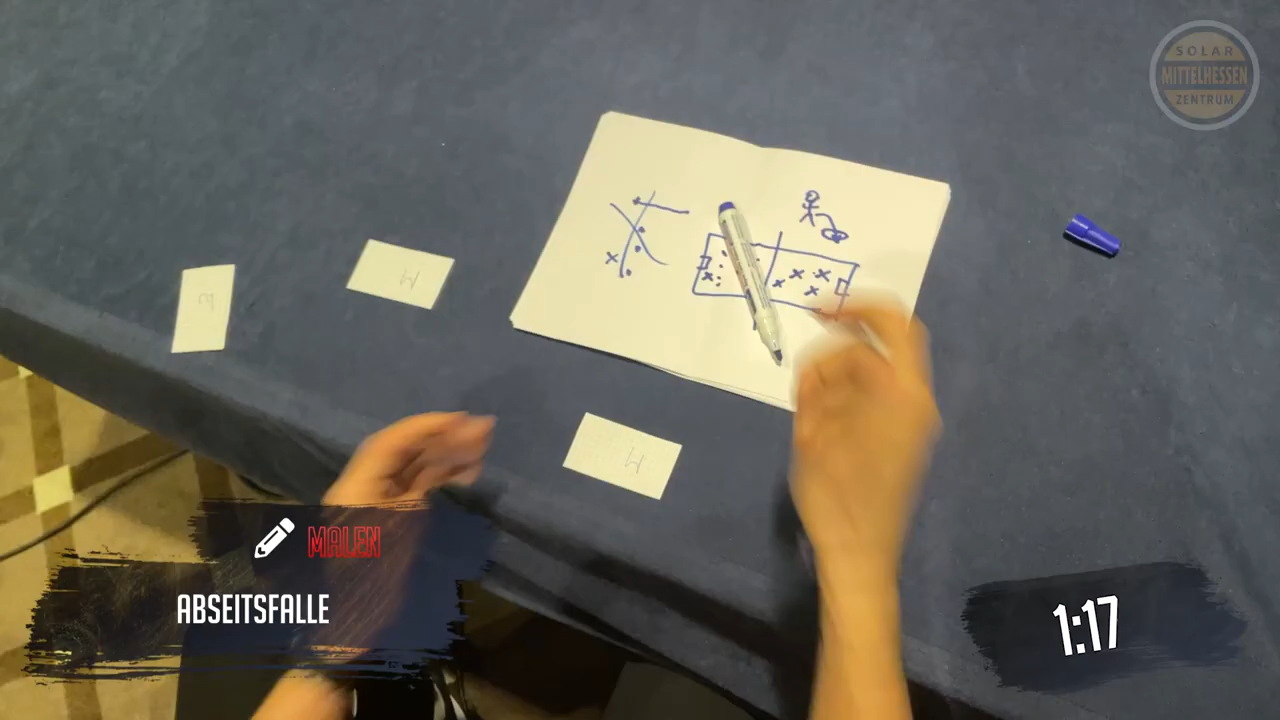 SOLAR
MITTELHESSEN
ZENTRUM
M
M
MALEN
ABSEITSFALLE
1:17